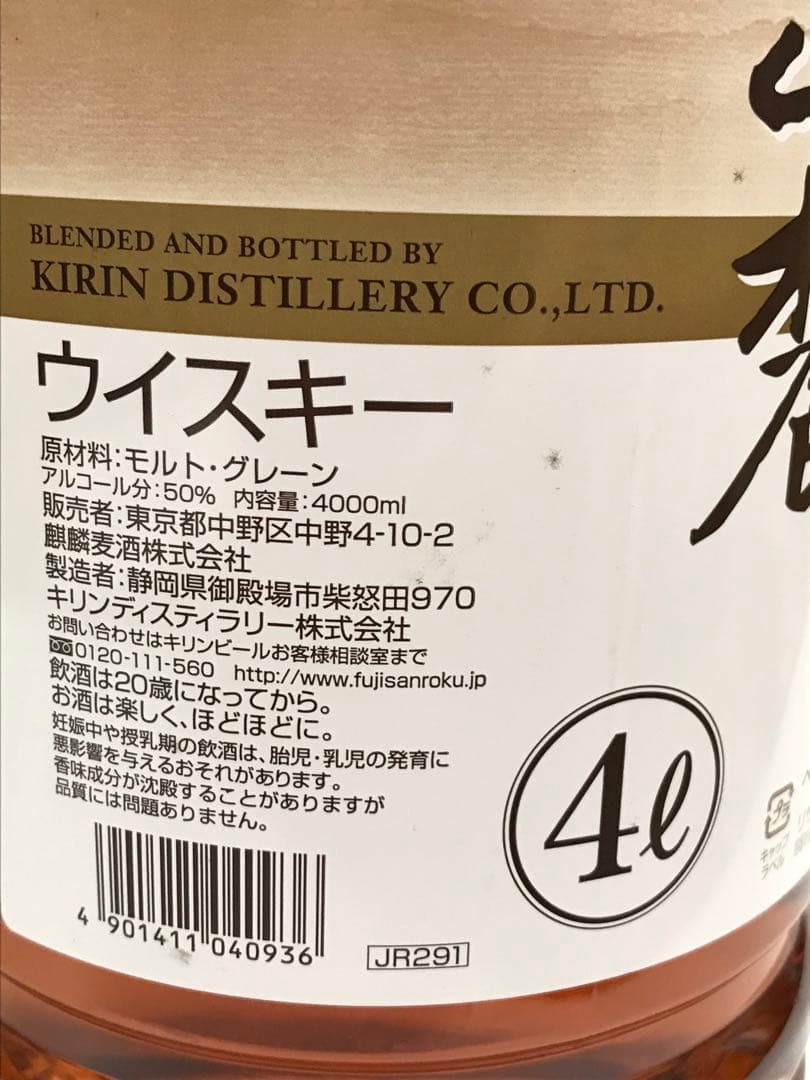 BLENDED AND BOTTLED BY
KIRIN DISTILLERY CO.,LTD.
ウイスキー
原材料:モルト・グレーン
アルコール分:50% 内容量:4000ml
販売者:東京都中野区中野4-10-2
麒麟麦酒株式会社
製造者:静岡県御殿場市柴怒田970
キリンディスティラリー株式会社
お問い合わせはキリンビールお客様相談室まで
0120-111-560 http://www.fujisanroku.jp
飲酒は20歳になってから。
お酒は楽しく、ほどほどに。
妊娠中や授乳期の飲酒は、胎児・乳児の発育に
悪影響を与えるおそれがあります。
香味成分が沈殿することがありますが
品質には問題ありません。
4 901411 040936
JR291
4ℓ
プラ
キャップ
ラベル
麓